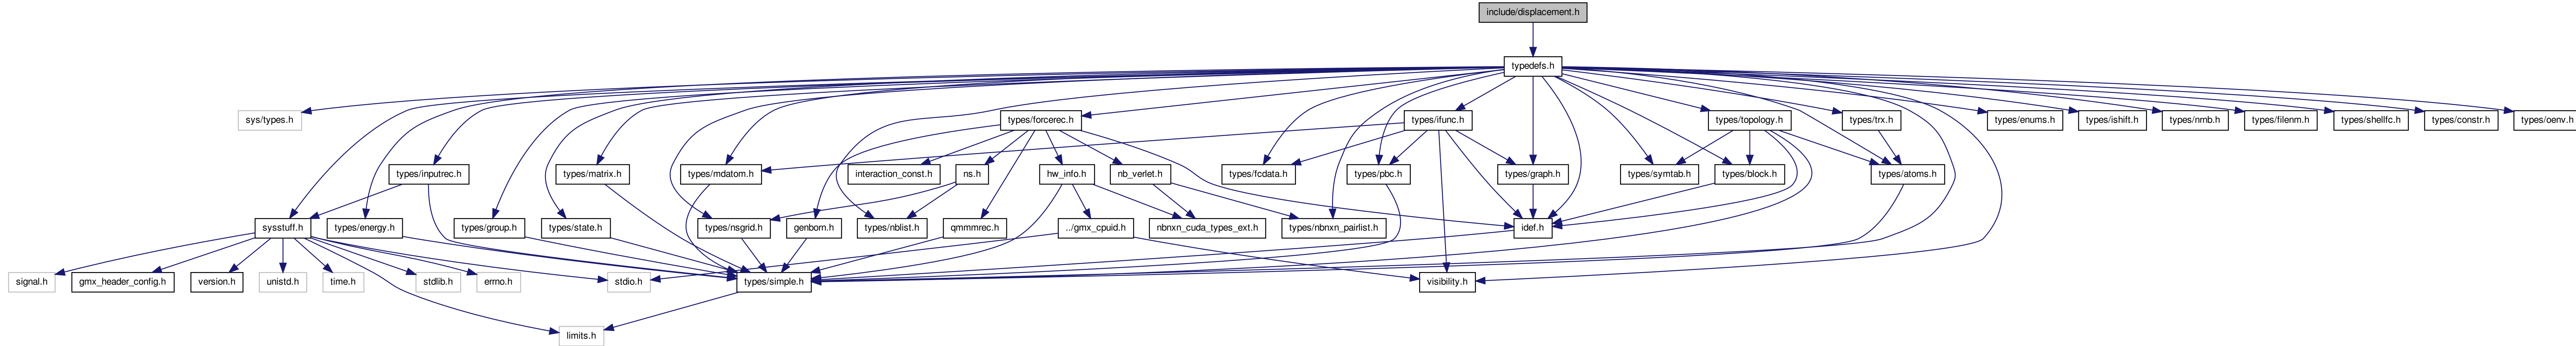 include/displacement.h
typedefs.h
sys/types.h
types/forcerec.h
types/ifunc.h
types/topology.h
types/trx.h
types/enums.h
types/ishift.h
types/nrnb.h
types/filenm.h
types/shellfc.h
types/constr.h
types/oenv.h
types/inputrec.h
types/matrix.h
types/mdatom.h
interaction_const.h
ns.h
hw_info.h
nb_verlet.h
types/fcdata.h
types/pbc.h
types/graph.h
types/symtab.h
types/block.h
types/atoms.h
sysstuff.h
types/energy.h
types/group.h
types/state.h
types/nsgrid.h
genborn.h
types/nblist.h
qmmmrec.h
../gmx_cpuid.h
nbnxn_cuda_types_ext.h
types/nbnxn_pairlist.h
idef.h
signal.h
gmx_header_config.h
version.h
unistd.h
time.h
stdlib.h
errno.h
stdio.h
types/simple.h
visibility.h
limits.h